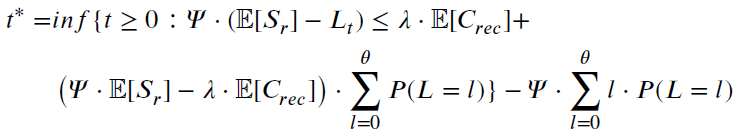 t* =inf{t ≥ 0 : Ψ · (𝔼[S_r] − L_t) ≤ λ · 𝔼[C_rec]+
(Ψ · 𝔼[S_r] − λ · 𝔼[C_rec]) · ∑_{l=0}^{θ} P(L = l)} − Ψ · ∑_{l=0}^{θ} l · P(L = l)